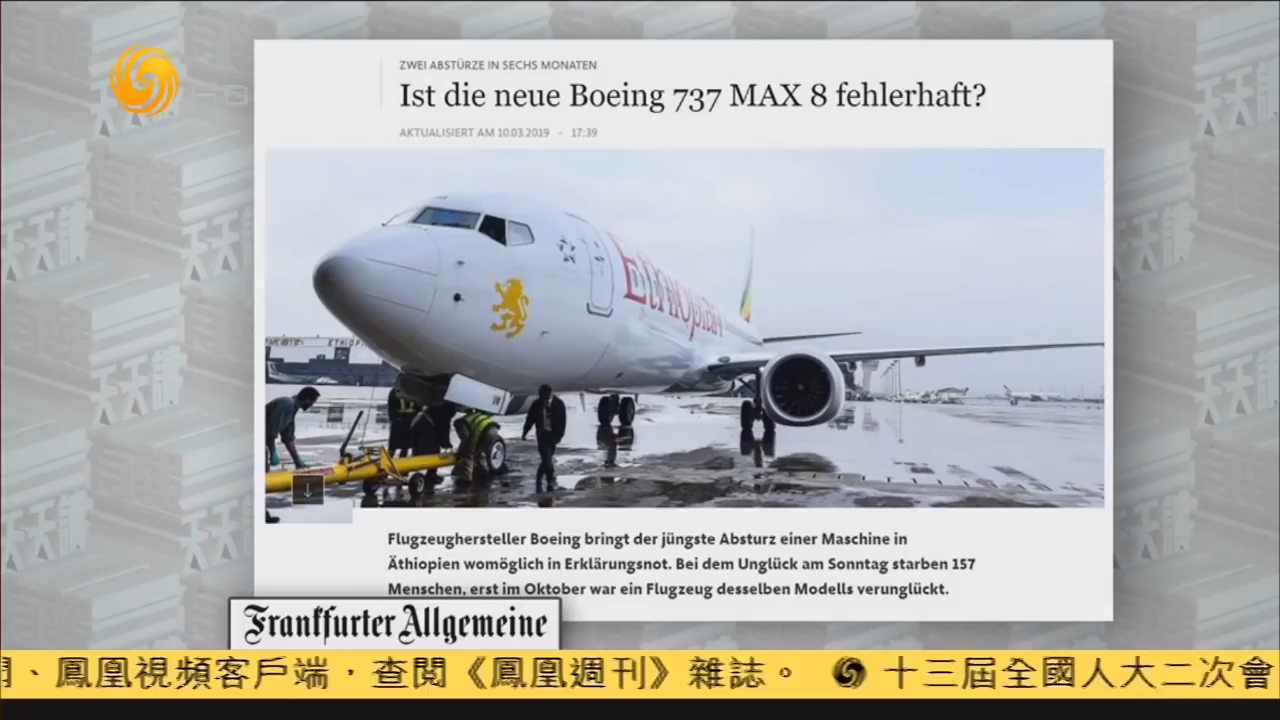 ZWEI ABSTÜRZE IN SECHS MONATEN
Ist die neue Boeing 737 MAX 8 fehlerhaft?
AKTUALISIERT AM 10.03.2019 - 17:39
Ethiopian
Flugzeughersteller Boeing bringt der jüngste Absturz einer Maschine in
Äthiopien womöglich in Erklärungsnot. Bei dem Unglück am Sonntag starben 157
Menschen, erst im Oktober war ein Flugzeug desselben Modells verunglückt.
Frankfurter Allgemeine
、鳳凰視頻客戶端，查閱《鳳凰週刊》雜誌。 十三屆全國人大二次會